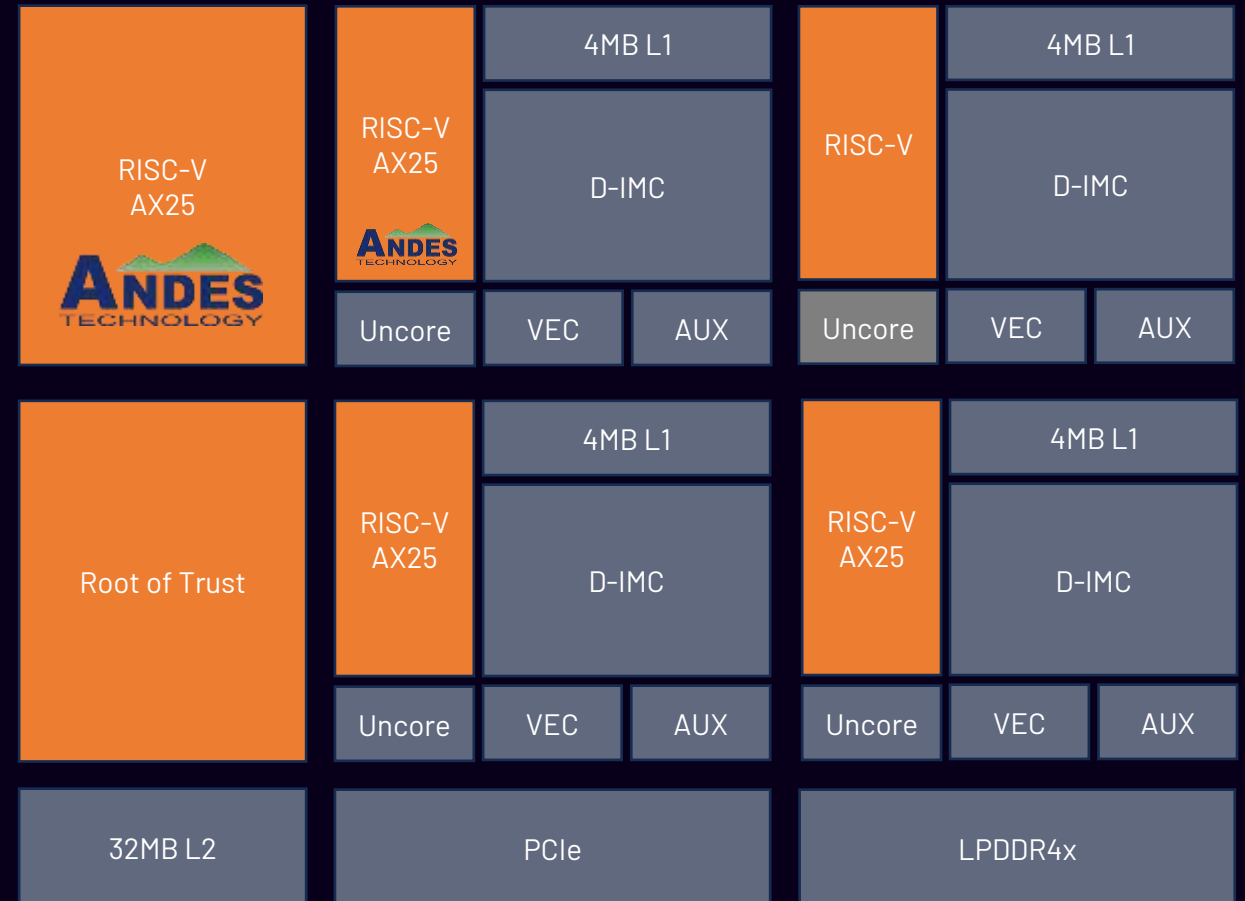 RISC-V
AX25
ANDES
TECHNOLOGY
RISC-V
AX25
ANDES
TECHNOLOGY
4MB L1
D-IMC
Uncore
VEC
AUX
RISC-V
4MB L1
D-IMC
Uncore
VEC
AUX
Root of Trust
RISC-V
AX25
4MB L1
D-IMC
Uncore
VEC
AUX
RISC-V
AX25
4MB L1
D-IMC
Uncore
VEC
AUX
32MB L2
PCIe
LPDDR4x